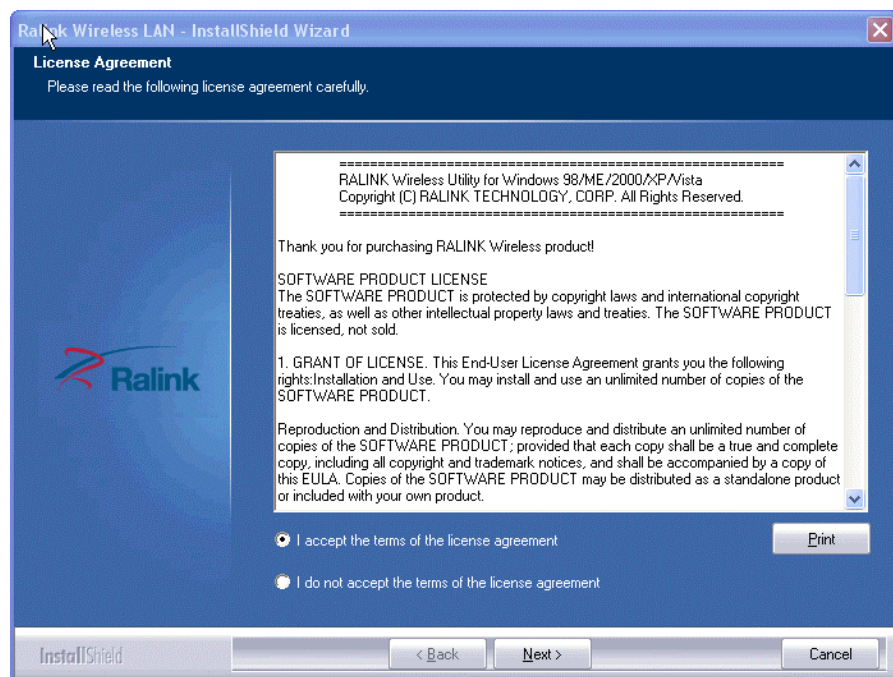 Ralink Wireless LAN - InstallShield Wizard
License Agreement
Please read the following license agreement carefully.
==========================================================
RALINK Wireless Utility for Windows 98/ME/2000/XP/Vista
Copyright (C) RALINK TECHNOLOGY, CORP. All Rights Reserved.
==========================================================
Thank you for purchasing RALINK Wireless product!
SOFTWARE PRODUCT LICENSE
The SOFTWARE PRODUCT is protected by copyright laws and international copyright
treaties, as well as other intellectual property laws and treaties. The SOFTWARE PRODUCT
is licensed, not sold.
1. GRANT OF LICENSE. This End-User License Agreement grants you the following
rights:Installation and Use. You may install and use an unlimited number of copies of the
SOFTWARE PRODUCT.
Reproduction and Distribution. You may reproduce and distribute an unlimited number of
copies of the SOFTWARE PRODUCT; provided that each copy shall be a true and complete
copy, including all copyright and trademark notices, and shall be accompanied by a copy of
this EULA. Copies of the SOFTWARE PRODUCT may be distributed as a standalone product
or included with your own product.
Ralink
I accept the terms of the license agreement
Print
I do not accept the terms of the license agreement
InstallShield
< Back
Next >
Cancel